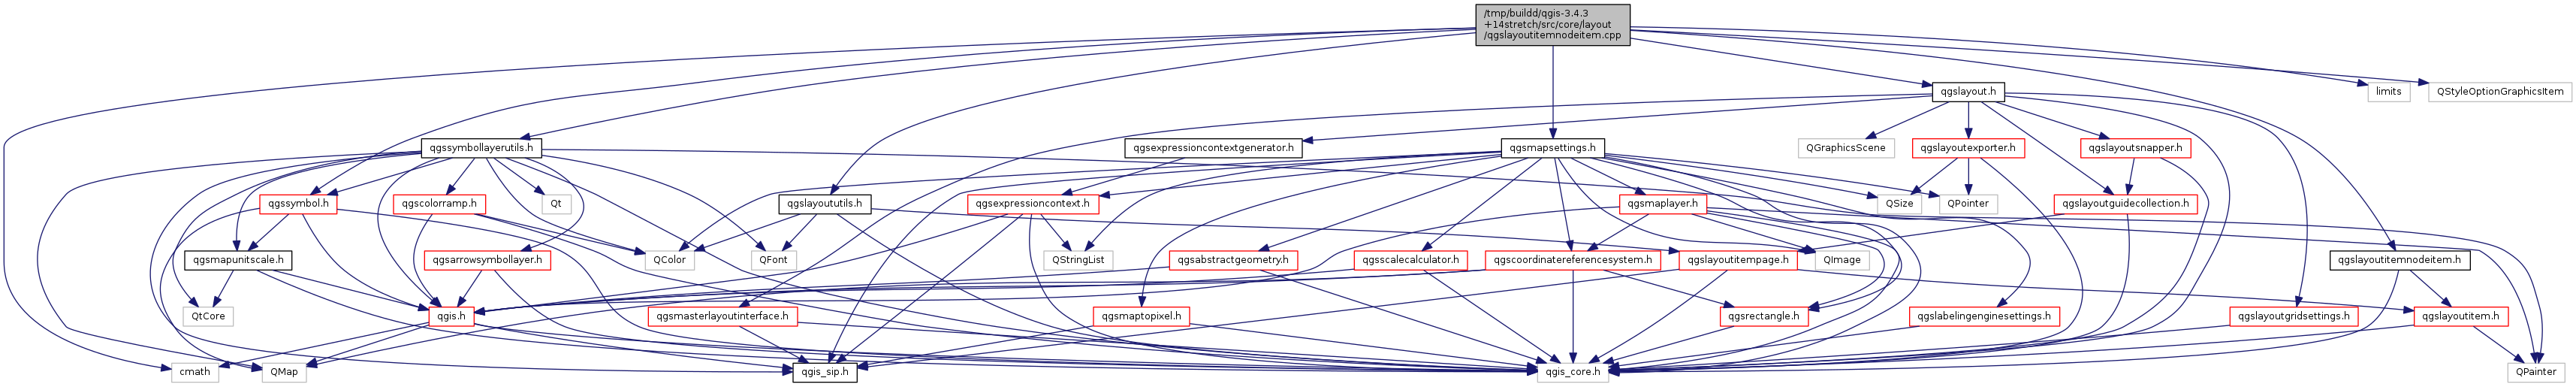 /tmp/buildd/qgis-3.4.3
+14stretch/src/core/layout
/qgslayoutitemnodeitem.cpp
qgslayout.h
limits
QStyleOptionGraphicsItem
qgssymbollayerutils.h
qgsexpressioncontextgenerator.h
qgsmapsettings.h
QGraphicsScene
qgslayoutexporter.h
qgslayoutsnapper.h
qgssymbol.h
qgscolorramp.h
Qt
qgslayoututils.h
qgsexpressioncontext.h
qgsmaplayer.h
QSize
QPointer
qgslayoutguidecollection.h
qgsmapunitscale.h
qgsarrowsymbollayer.h
QColor
QFont
QStringList
qgsabstractgeometry.h
qgsscalecalculator.h
qgscoordinatereferencesystem.h
qgslayoutitempage.h
QImage
qgslayoutitemnodeitem.h
QtCore
qgis.h
qgsmasterlayoutinterface.h
qgsmaptopixel.h
qgsrectangle.h
qgslabelingenginesettings.h
qgslayoutgridsettings.h
qgslayoutitem.h
cmath
QMap
qgis_sip.h
qgis_core.h
QPainter